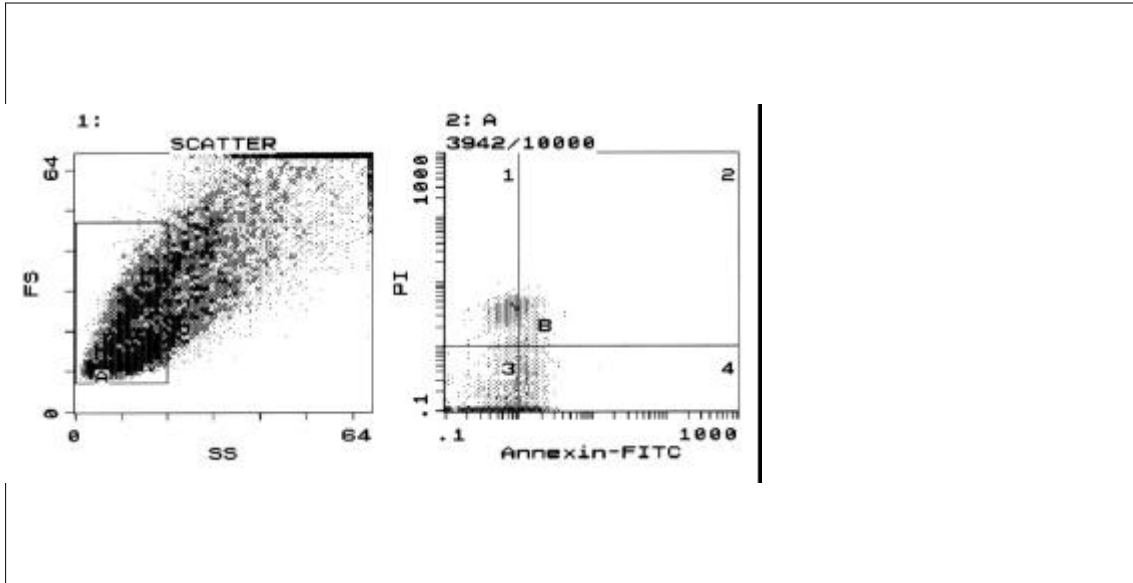 1:
SCATTER
64
FS
A
0
0
64
SS
2: A
3942/10000
1000
1
2
PI
B
3
4
.1
.1
1000
Annexin-FITC